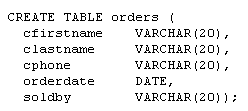 CREATE TABLE orders (
  cfirstname    VARCHAR(20),
  clastname     VARCHAR(20),
  cphone        VARCHAR(20),
  orderdate     DATE,
  soldby        VARCHAR(20));